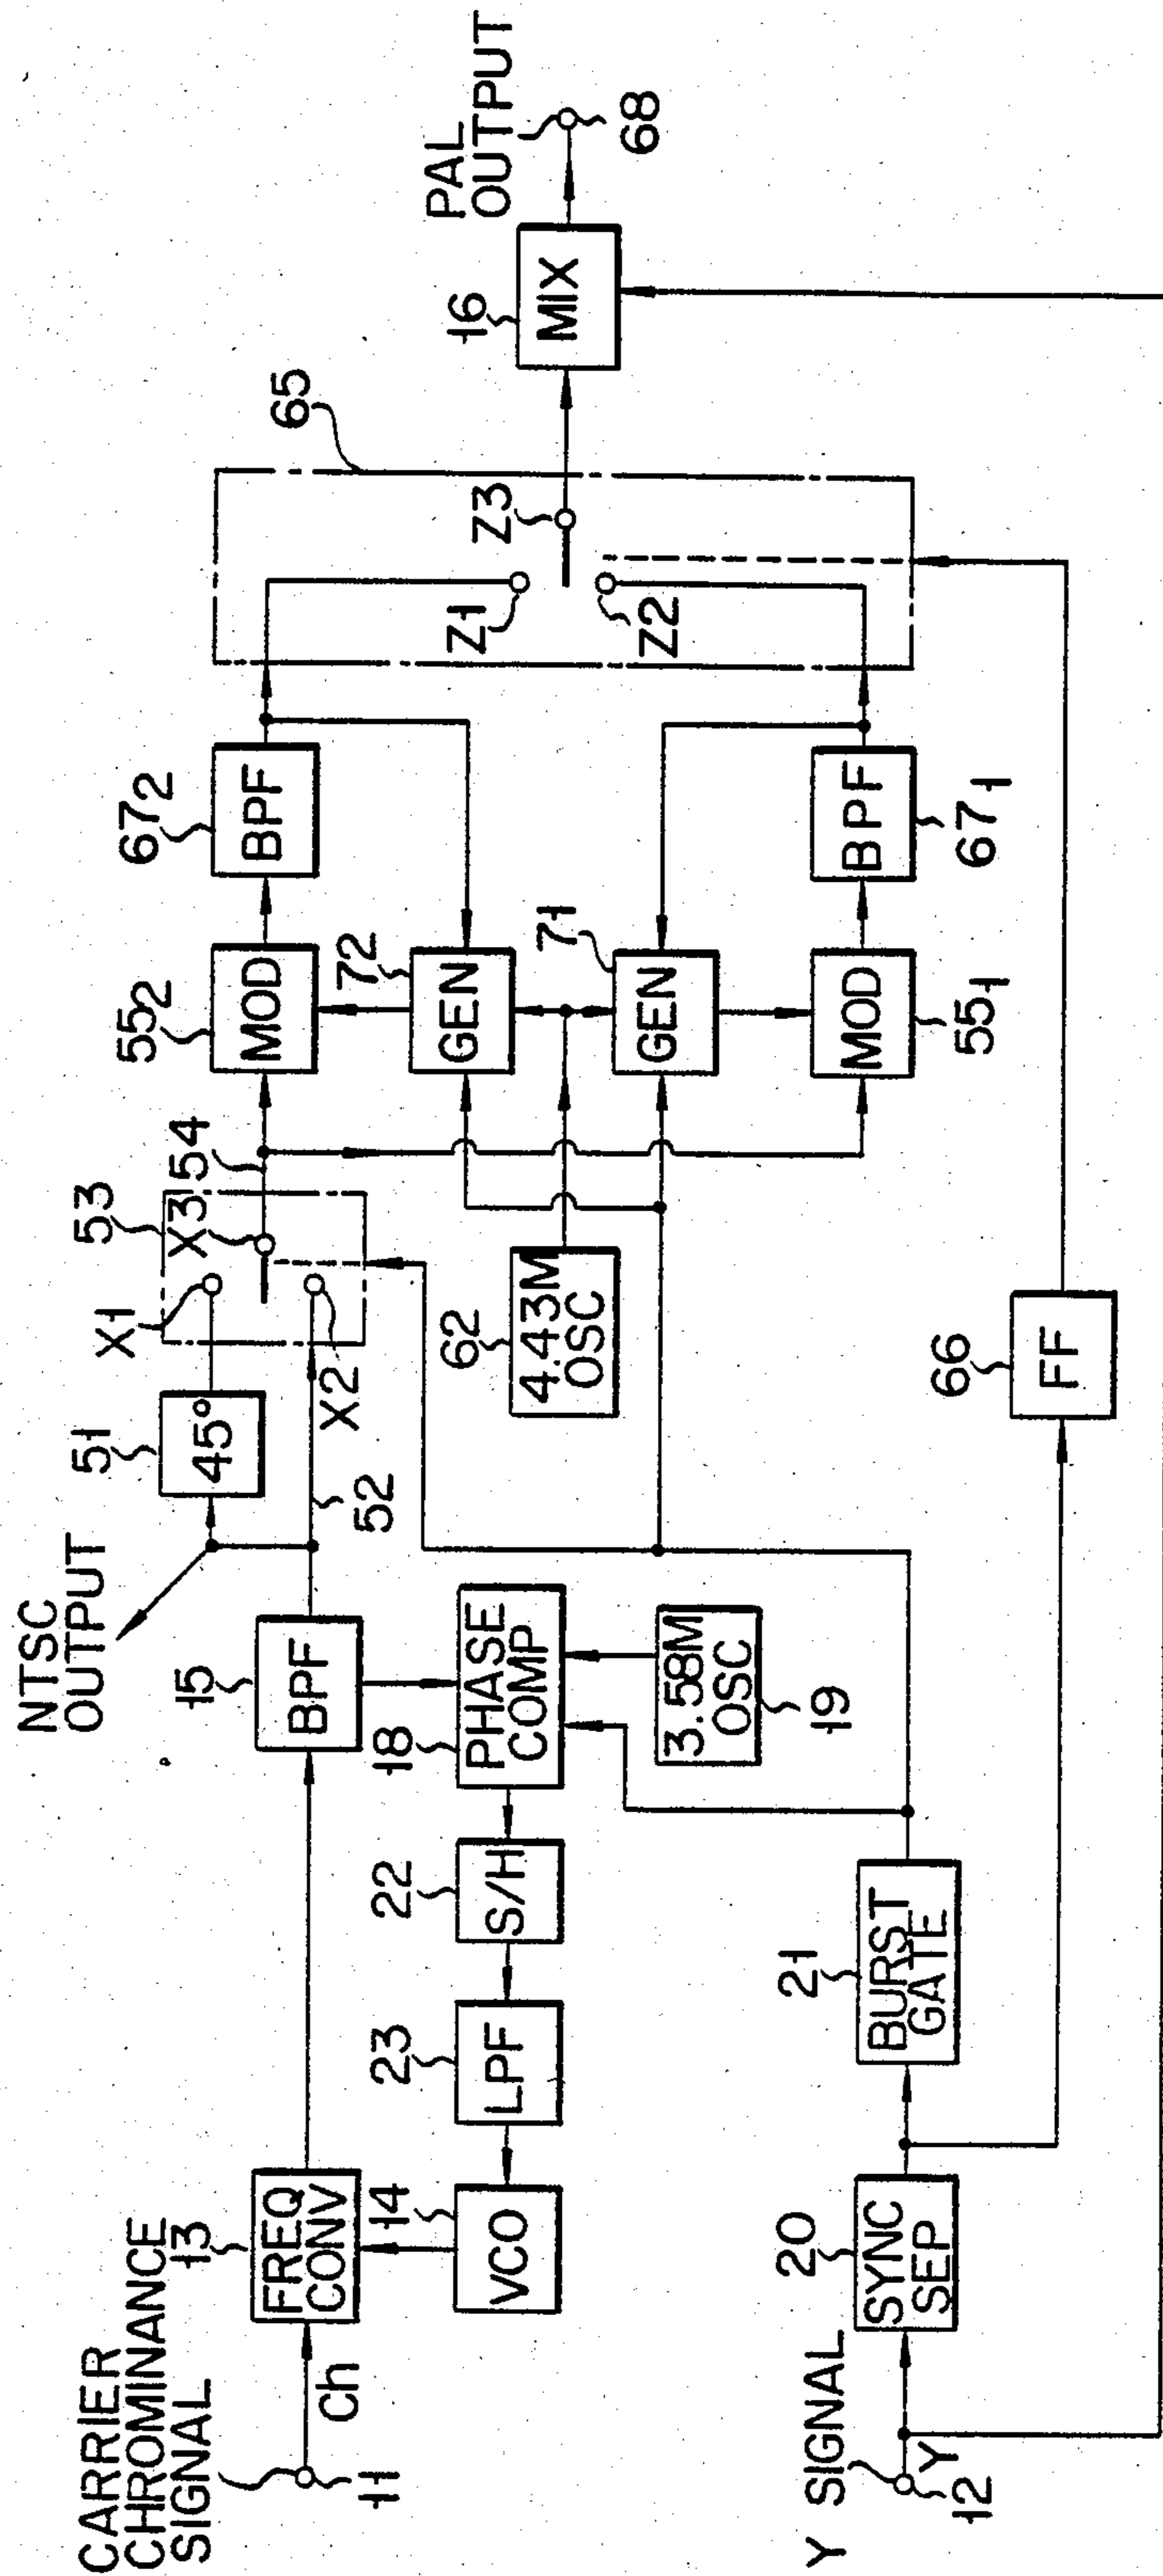 CARRIER
CHROMINANCE
SIGNAL
11
Ch
13
FREQ
CONV
14
VCO
23
LPF
22
S/H
18
PHASE
COMP
3.58M
OSC
19
15
BPF
NTSC
OUTPUT
51
45°
52
53
X1
X2
X3
54
62
4.43M
OSC
55₂
MOD
72
GEN
71
GEN
MOD
55₁
67₂
BPF
BPF
67₁
65
Z1
Z2
Z3
16
MIX
PAL
OUTPUT
68
Y SIGNAL
12
Y
20
SYNC
SEP
21
BURST
GATE
66
FF